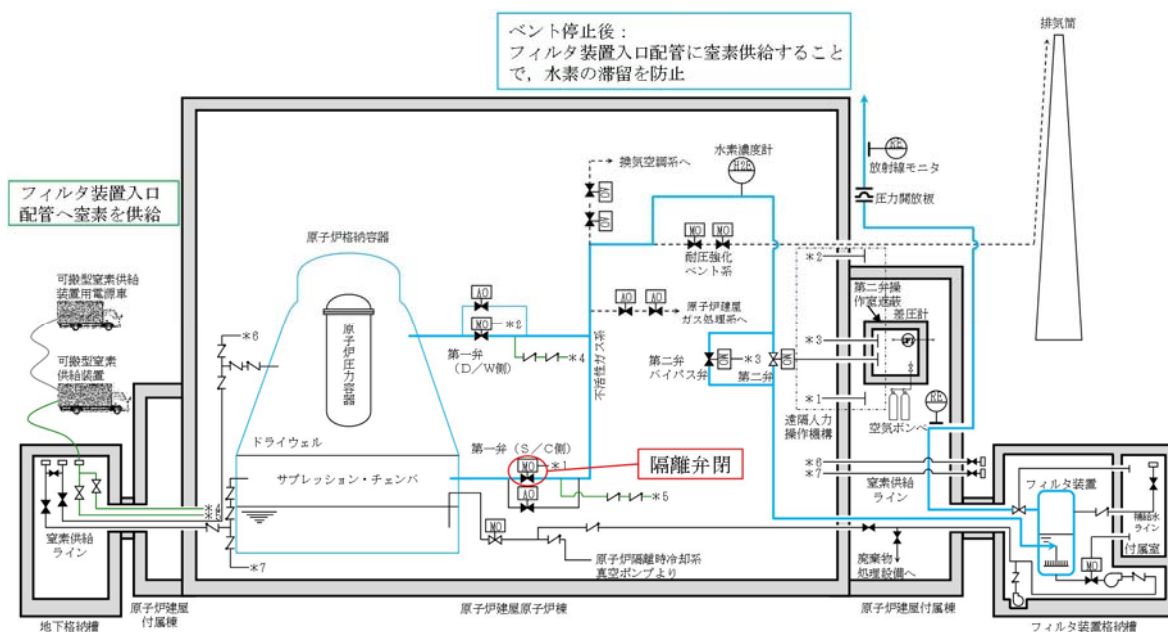 ベント停止後：
フィルタ装置入口配管に窒素供給すること
で，水素の滞留を防止
排気筒
フィルタ装置入口
配管へ窒素を供給
換気空調系へ
水素濃度計
H2E
RE
放射線モニタ
圧力開放板
AO
AO
原子炉格納容器
MO
MO
耐圧強化
ベント系
*2
可搬型窒素供給
装置用電源車
AO
MO
*2
AO
AO
原子炉建屋
ガス処理系へ
第二弁操
作室遮蔽
差圧計
*6
原子炉圧力容器
第一弁
（D／W側）
*4
不活性ガス系
第二弁
バイパス弁
MO
*3
第二弁
MO
*3
可搬型窒素
供給装置
*1
遠隔人力
操作機構
空気ボンベ
RE
ドライウェル
第一弁（S／C側）
MO
*1
隔離弁閉
サプレッション・チェンバ
AO
*5
*6
*7
窒素供給
ライン
フィルタ装置
補給水
ライン
付属室
窒素供給
ライン
MO
*7
原子炉隔離時冷却系
真空ポンプより
廃棄物
処理設備へ
MO
地下格納槽
原子炉建屋
付属棟
原子炉建屋原子炉棟
原子炉建屋付属棟
フィルタ装置格納槽